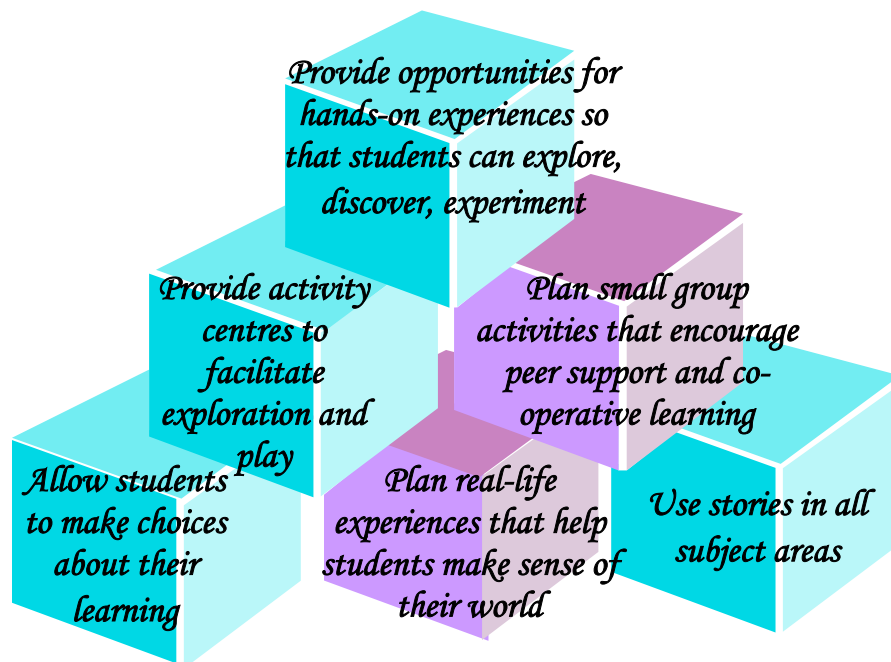 Provide opportunities for
hands-on experiences so
that students can explore,
discover, experiment
Provide activity
centres to
facilitate
exploration and
play
Plan small group
activities that encourage
peer support and co-
operative learning
Allow students
to make choices
about their
learning
Plan real-life
experiences that help
students make sense of
their world
Use stories in all
subject areas